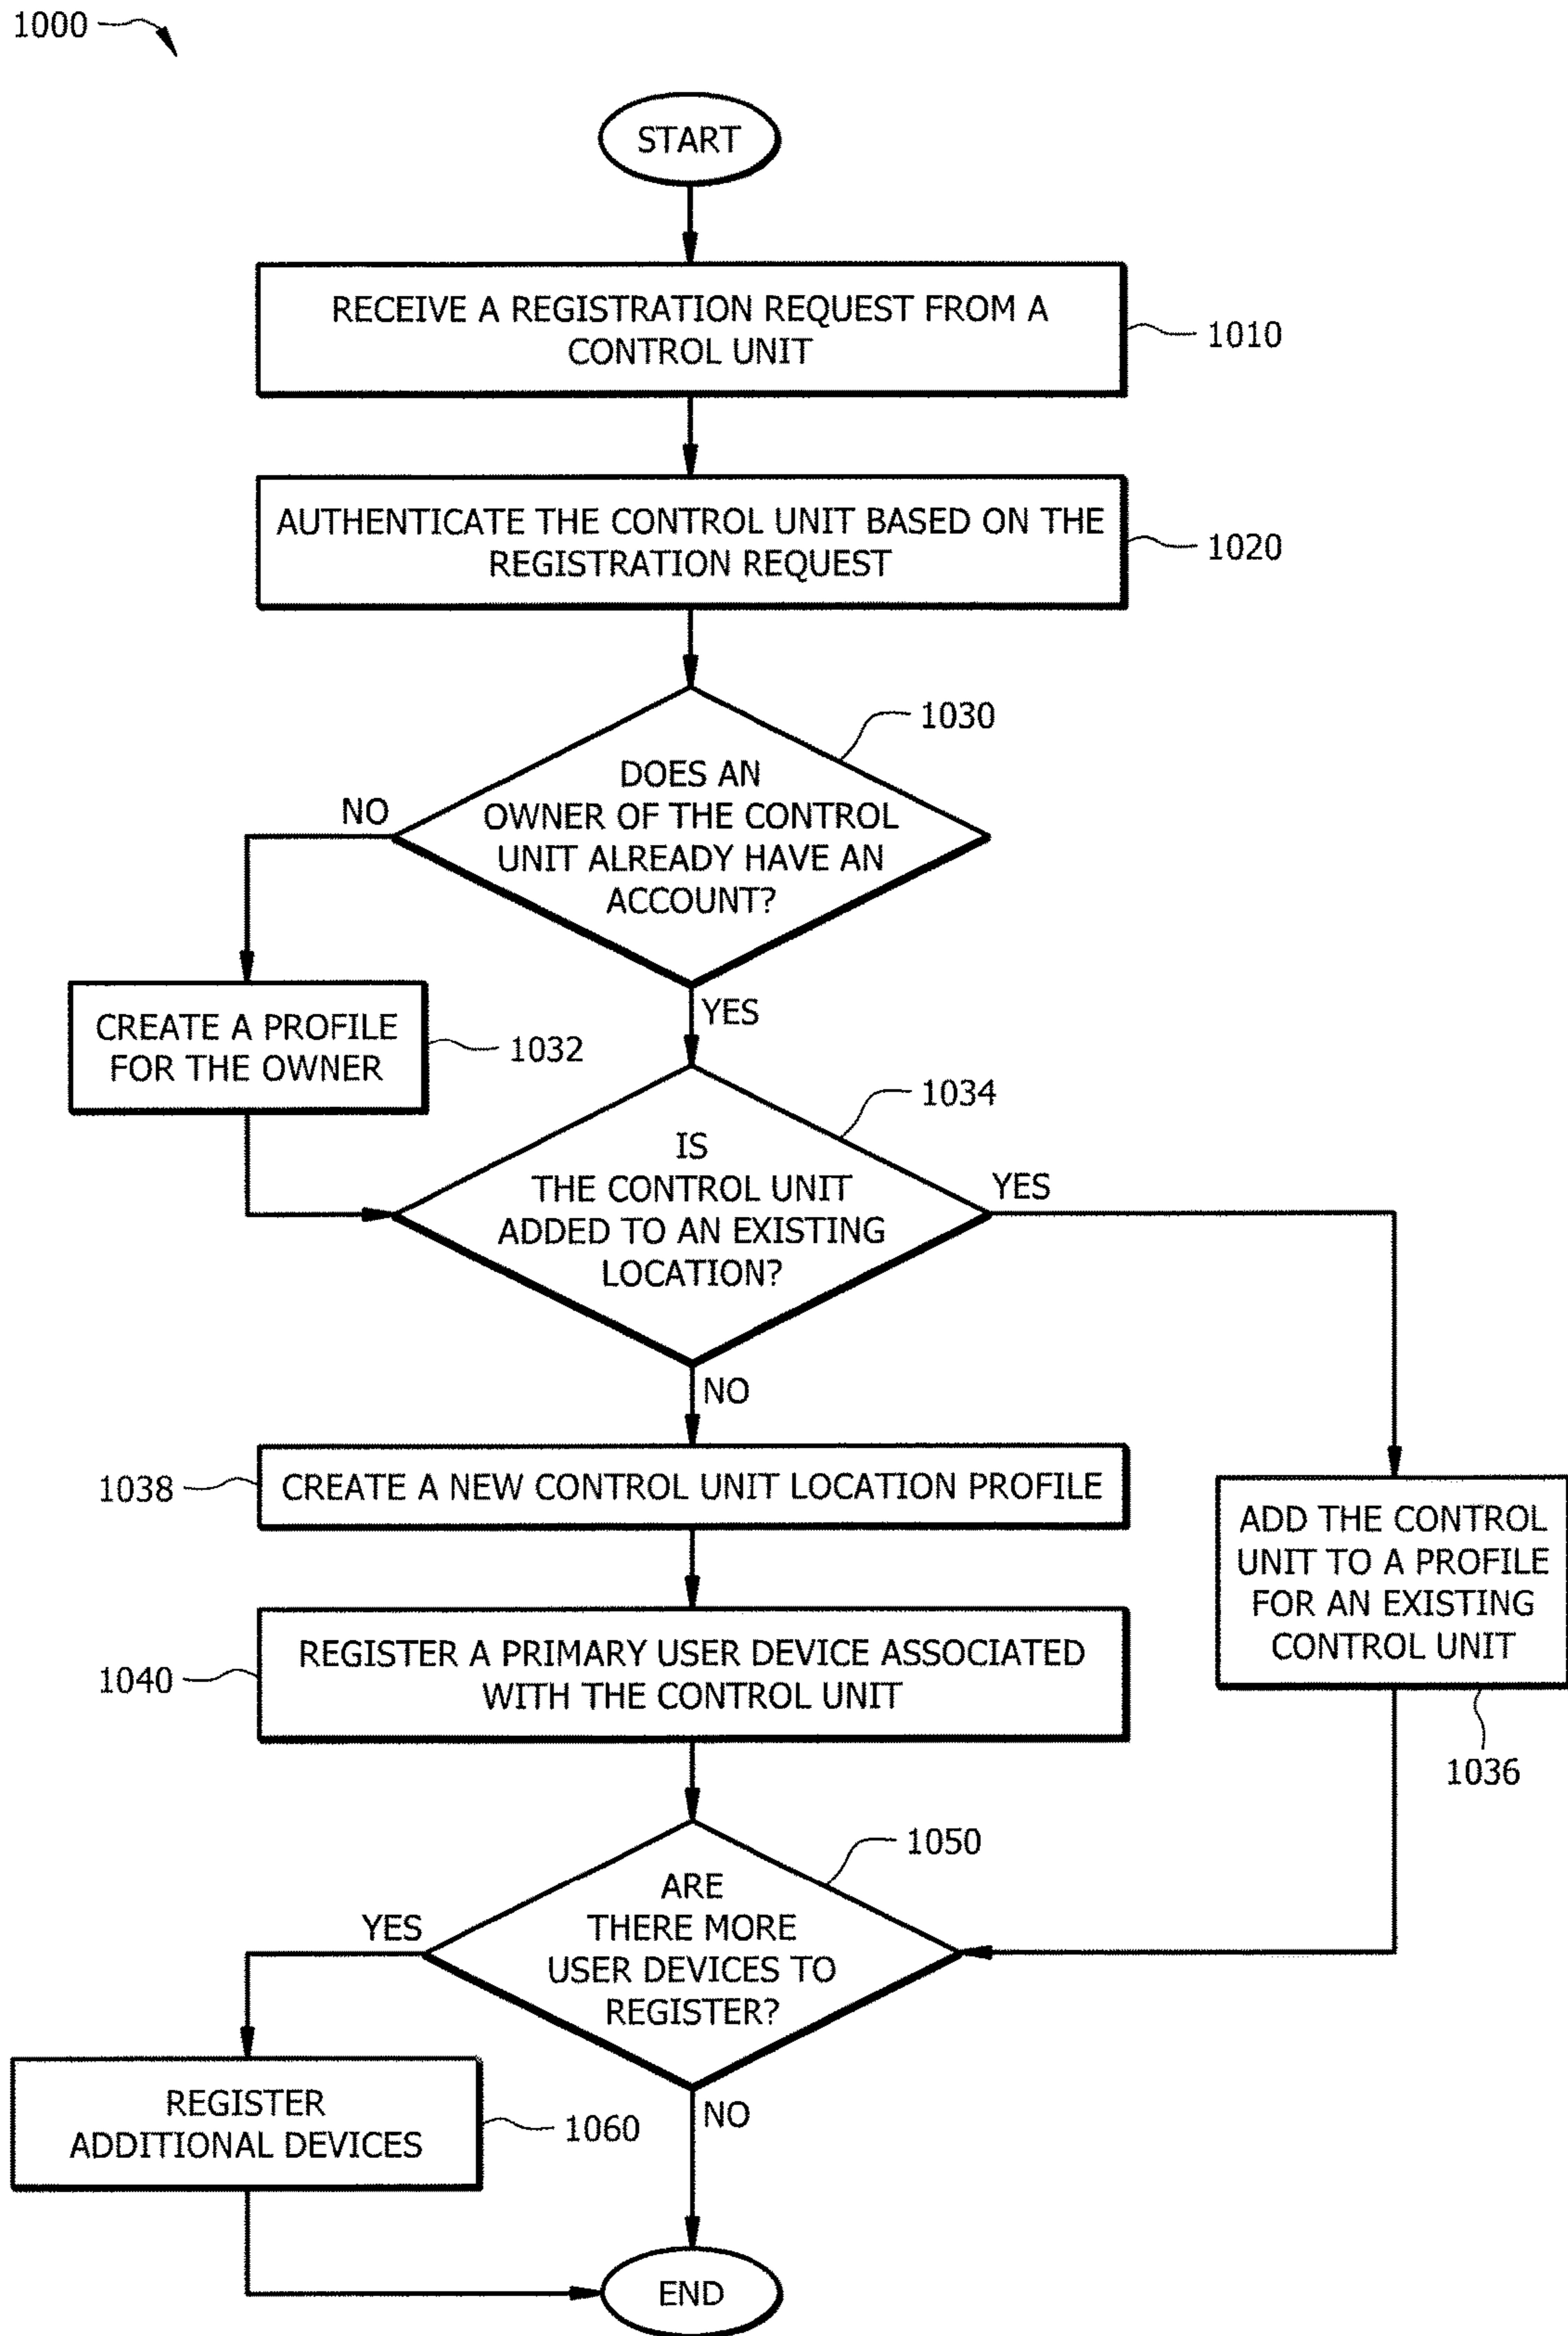 1000
START
RECEIVE A REGISTRATION REQUEST FROM A
CONTROL UNIT
1010
AUTHENTICATE THE CONTROL UNIT BASED ON THE
REGISTRATION REQUEST
1020
1030
DOES AN
OWNER OF THE CONTROL
UNIT ALREADY HAVE AN
ACCOUNT?
NO
YES
CREATE A PROFILE
FOR THE OWNER
1032
1034
IS
THE CONTROL UNIT
ADDED TO AN EXISTING
LOCATION?
YES
NO
1038
CREATE A NEW CONTROL UNIT LOCATION PROFILE
ADD THE CONTROL
UNIT TO A PROFILE
FOR AN EXISTING
CONTROL UNIT
1036
1040
REGISTER A PRIMARY USER DEVICE ASSOCIATED
WITH THE CONTROL UNIT
1050
ARE
THERE MORE
USER DEVICES TO
REGISTER?
YES
NO
REGISTER
ADDITIONAL DEVICES
1060
END